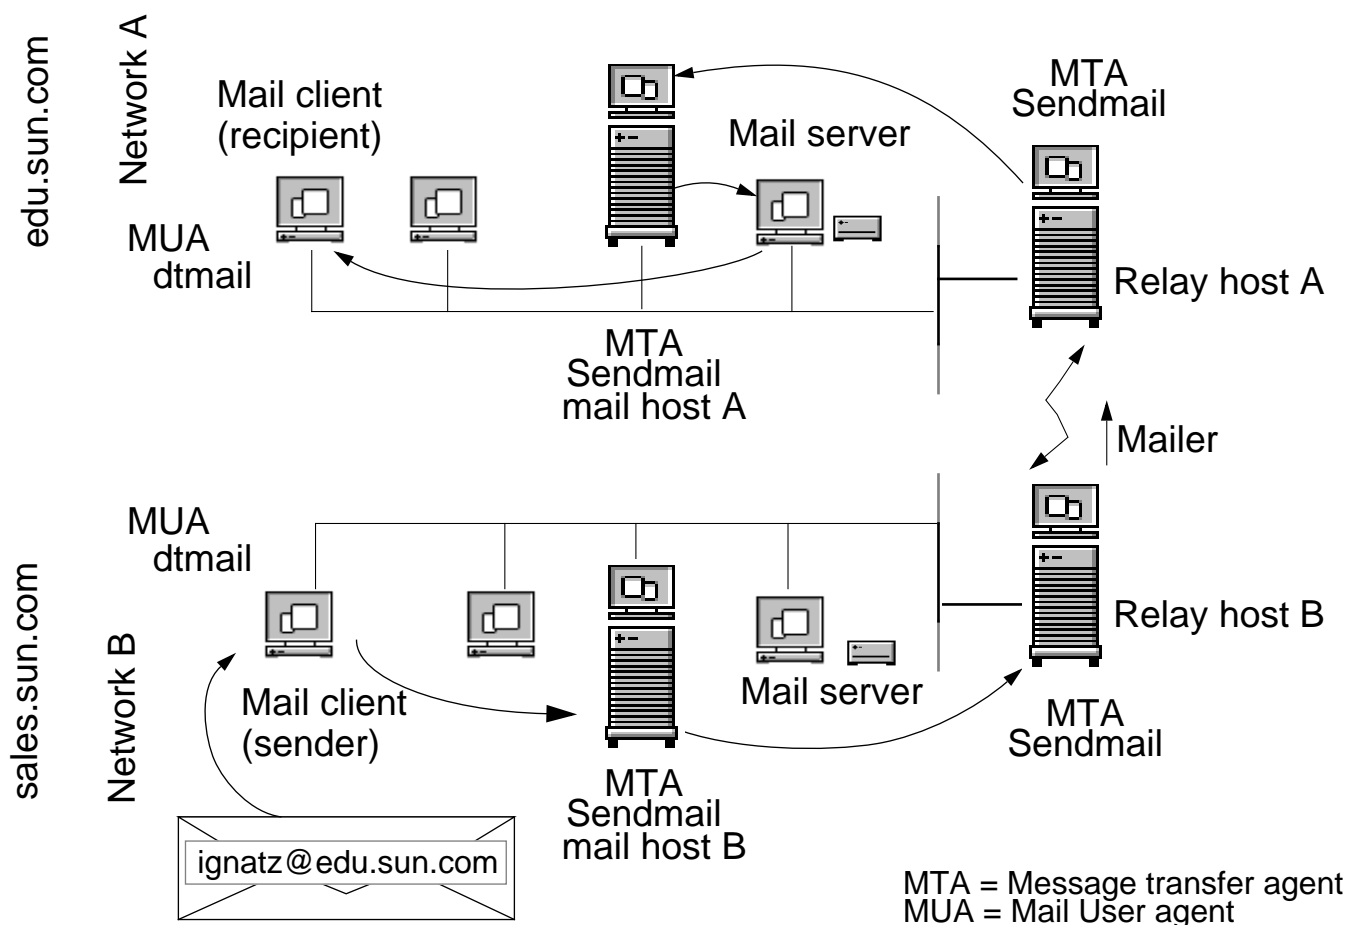 edu.sun.com
Network A
Mail client
(recipient)
MUA
dtmail
Mail server
MTA
Sendmail
Relay host A
MTA
Sendmail
mail host A
Mailer
sales.sun.com
Network B
MUA
dtmail
Mail client
(sender)
Mail server
Relay host B
MTA
Sendmail
MTA
Sendmail
mail host B
ignatz@edu.sun.com
MTA = Message transfer agent
MUA = Mail User agent